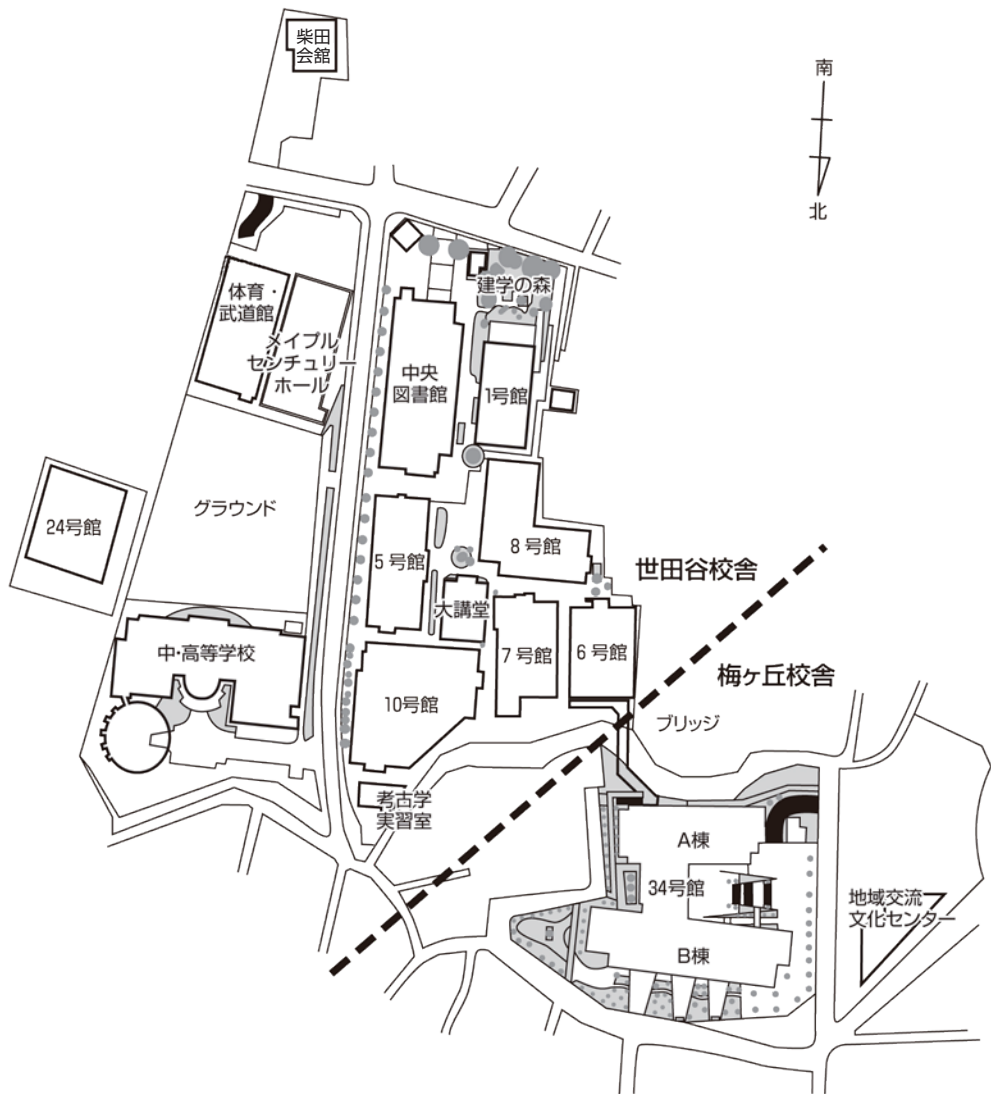 柴田
会舘
南
北
建学の森
体育・
武道館
メイプル
センチュリー
ホール
中央
図書館
1号館
24号館
グラウンド
5号館
8号館
世田谷校舎
大講堂
中・高等学校
7号館
6号館
梅ヶ丘校舎
10号館
ブリッジ
考古学
実習室
A棟
34号館
地域交流
文化センター
B棟